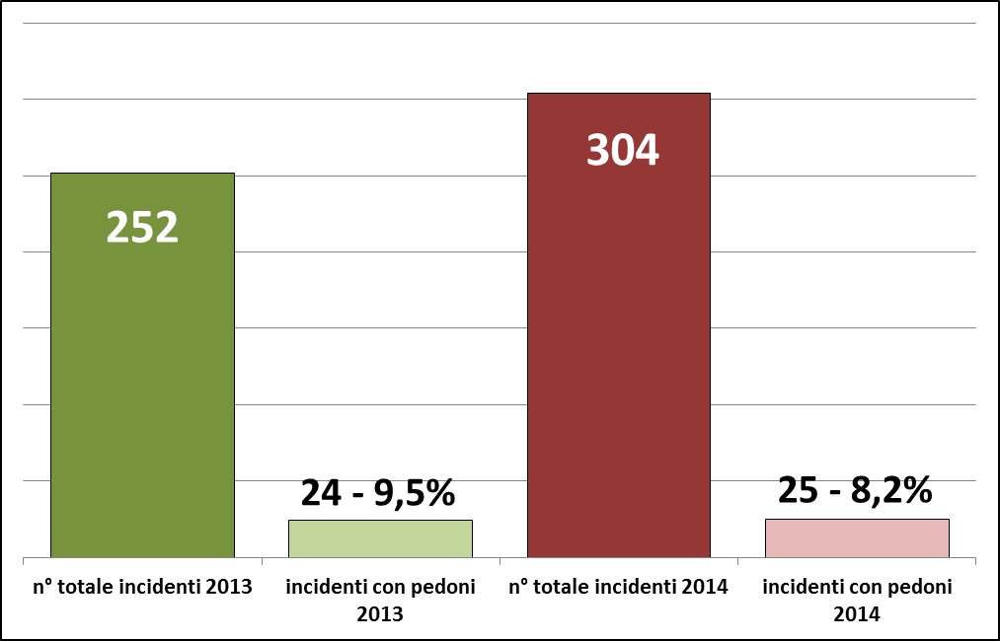 252
24 - 9,5%
304
25 - 8,2%
n° totale incidenti 2013
incidenti con pedoni
2013
n° totale incidenti 2014
incidenti con pedoni
2014